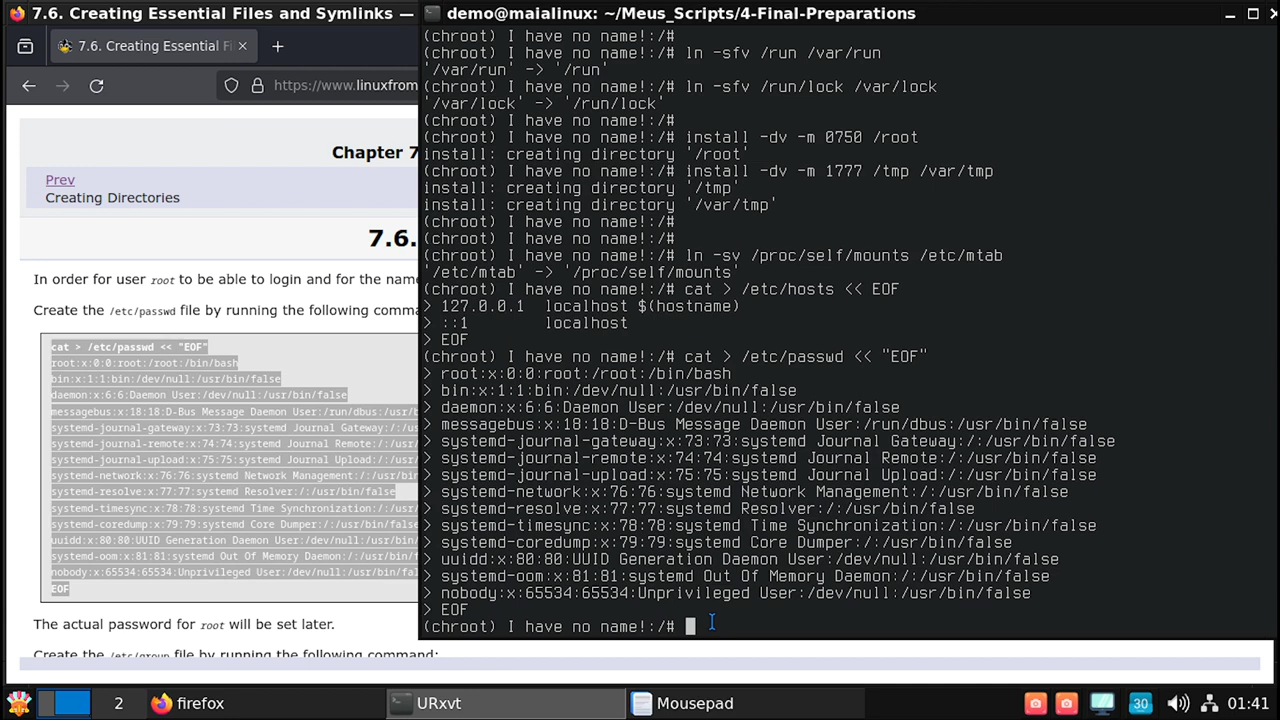 7.6. Creating Essential Files and Symlinks —
demo@maialinux: ~/Meus_Scripts/4-Final-Preparations
7.6. Creating Essential Fi
https://www.linuxfrom
Chapter 7
Prev
Creating Directories
7.6.
In order for user root to be able to login and for the name
Create the /etc/passwd file by running the following comma
cat > /etc/passwd << "EOF"
root:x:0:0:root:/root:/bin/bash
bin:x:1:1:bin:/dev/null:/usr/bin/false
daemon:x:6:6:Daemon User:/dev/null:/usr/bin/false
messagebus:x:18:18:D-Bus Message Daemon User:/run/dbus:/usr/b
systemd-journal-gateway:x:73:73:systemd Journal Gateway:/:/us
systemd-journal-remote:x:74:74:systemd Journal Remote:/:/usr/
systemd-journal-upload:x:75:75:systemd Journal Upload:/:/usr/
systemd-network:x:76:76:systemd Network Management:/:/usr/bin
systemd-resolve:x:77:77:systemd Resolver:/:/usr/bin/false
systemd-timesync:x:78:78:systemd Time Synchronization:/:/usr/
systemd-coredump:x:79:79:systemd Core Dumper:/:/usr/bin/false
uuidd:x:80:80:UUID Generation Daemon User:/dev/null:/usr/bin/
systemd-oom:x:81:81:systemd Out Of Memory Daemon:/:/usr/bin/f
nobody:x:65534:65534:Unprivileged User:/dev/null:/usr/bin/fal
EOF
The actual password for root will be set later.
Create the /etc/group file by running the following command:
(chroot) I have no name!:/#
(chroot) I have no name!:/# ln -sfv /run /var/run
'/var/run' -> '/run'
(chroot) I have no name!:/# ln -sfv /run/lock /var/lock
'/var/lock' -> '/run/lock'
(chroot) I have no name!:/#
(chroot) I have no name!:/# install -dv -m 0750 /root
install: creating directory '/root'
(chroot) I have no name!:/# install -dv -m 1777 /tmp /var/tmp
install: creating directory '/tmp'
install: creating directory '/var/tmp'
(chroot) I have no name!:/#
(chroot) I have no name!:/#
(chroot) I have no name!:/# ln -sv /proc/self/mounts /etc/mtab
'/etc/mtab' -> '/proc/self/mounts'
(chroot) I have no name!:/# cat > /etc/hosts << EOF
> 127.0.0.1  localhost $(hostname)
> ::1        localhost
> EOF
(chroot) I have no name!:/# cat > /etc/passwd << "EOF"
> root:x:0:0:root:/root:/bin/bash
> bin:x:1:1:bin:/dev/null:/usr/bin/false
> daemon:x:6:6:Daemon User:/dev/null:/usr/bin/false
> messagebus:x:18:18:D-Bus Message Daemon User:/run/dbus:/usr/bin/false
> systemd-journal-gateway:x:73:73:systemd Journal Gateway:/:/usr/bin/false
> systemd-journal-remote:x:74:74:systemd Journal Remote:/:/usr/bin/false
> systemd-journal-upload:x:75:75:systemd Journal Upload:/:/usr/bin/false
> systemd-network:x:76:76:systemd Network Management:/:/usr/bin/false
> systemd-resolve:x:77:77:systemd Resolver:/:/usr/bin/false
> systemd-timesync:x:78:78:systemd Time Synchronization:/:/usr/bin/false
> systemd-coredump:x:79:79:systemd Core Dumper:/:/usr/bin/false
> uuidd:x:80:80:UUID Generation Daemon User:/dev/null:/usr/bin/false
> systemd-oom:x:81:81:systemd Out Of Memory Daemon:/:/usr/bin/false
> nobody:x:65534:65534:Unprivileged User:/dev/null:/usr/bin/false
> EOF
(chroot) I have no name!:/#
2
firefox
URxvt
Mousepad
30
01:41